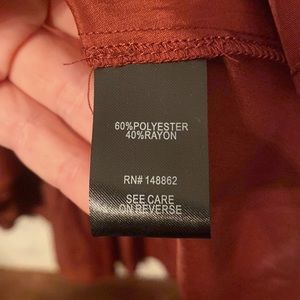 60%POLYESTER
40%RAYON
RN# 148862
SEE CARE
ON REVERSE